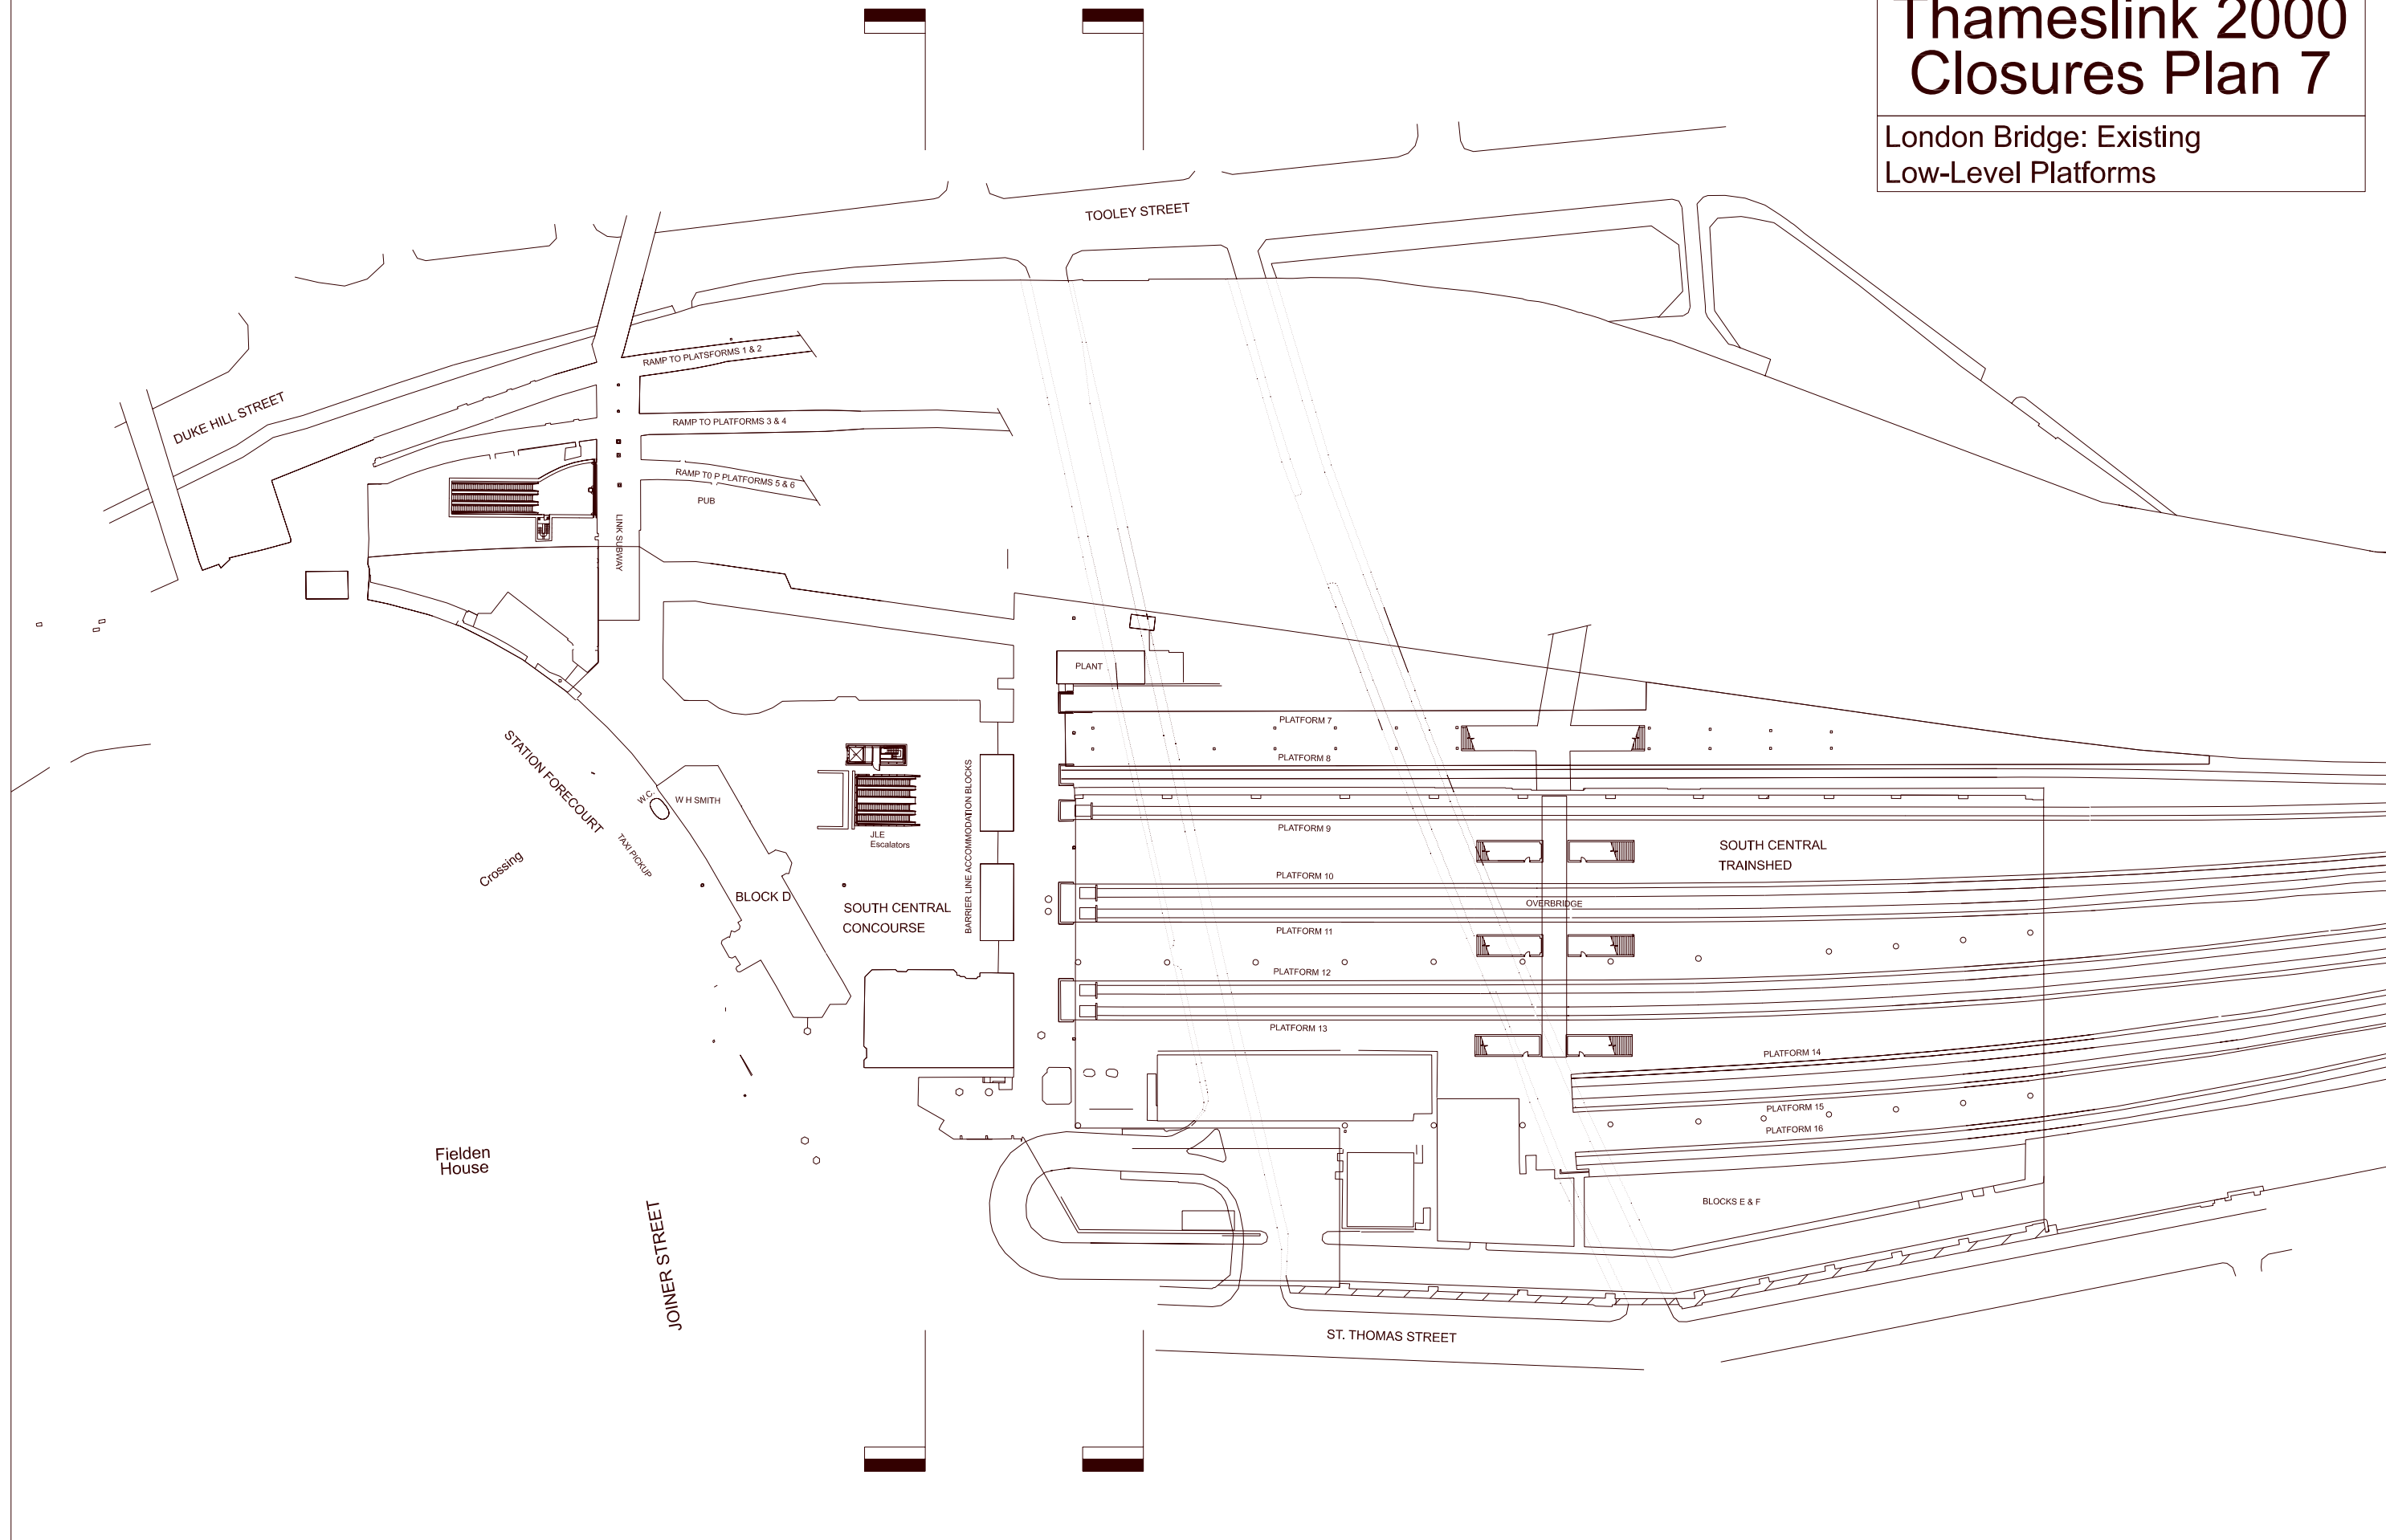 Thameslink 2000
Closures Plan 7
London Bridge: Existing
Low-Level Platforms
TOOLEY STREET
RAMP TO PLATSFORMS 1 & 2
DUKE HILL STREET
RAMP TO PLATFORMS 3 & 4
RAMP T0 P PLATFORMS 5 & 6
PUB
LINK SUBWAY
PLANT
PLATFORM 7
STATION FORECOURT
PLATFORM 8
W.C.
W H SMITH
BARRIER LINE ACCOMMODATION BLOCKS
JLE
Escalators
PLATFORM 9
TAXI PICKUP
SOUTH CENTRAL
TRAINSHED
Crossing
PLATFORM 10
BLOCK D
OVERBRIDGE
SOUTH CENTRAL
CONCOURSE
PLATFORM 11
PLATFORM 12
PLATFORM 13
PLATFORM 14
PLATFORM 15
PLATFORM 16
Fielden
House
BLOCKS E & F
JOINER STREET
ST. THOMAS STREET